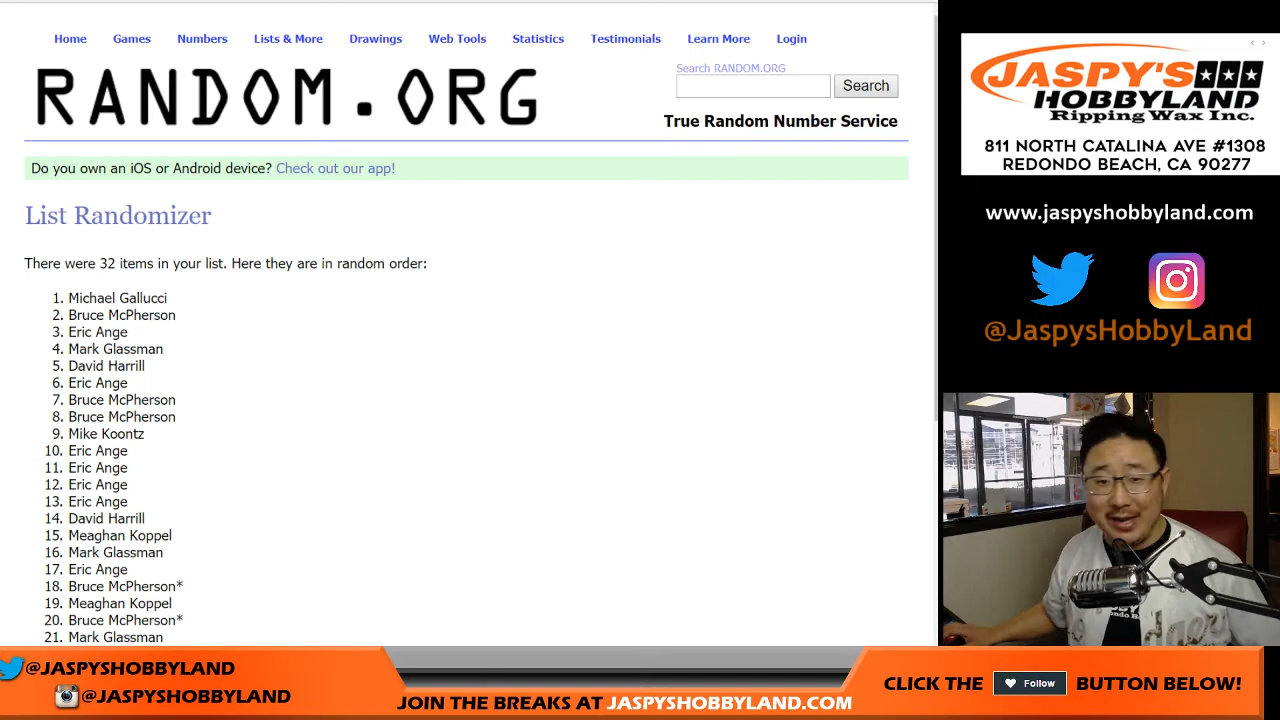 Home Games Numbers Lists & More Drawings Web Tools Statistics Testimonials Learn More Login
RANDOM.ORG
Search RANDOM.ORG
Search
True Random Number Service
Do you own an iOS or Android device? Check out our app!
List Randomizer
There were 32 items in your list. Here they are in random order:
1. Michael Gallucci
2. Bruce McPherson
3. Eric Ange
4. Mark Glassman
5. David Harrill
6. Eric Ange
7. Bruce McPherson
8. Bruce McPherson
9. Mike Koontz
10. Eric Ange
11. Eric Ange
12. Eric Ange
13. Eric Ange
14. David Harrill
15. Meaghan Koppel
16. Mark Glassman
17. Eric Ange
18. Bruce McPherson*
19. Meaghan Koppel
20. Bruce McPherson*
21. Mark Glassman
JASPY'S
HOBBYLAND
Ripping Wax Inc.
811 NORTH CATALINA AVE #1308
REDONDO BEACH, CA 90277
www.jaspyshobbyland.com
@JaspysHobbyLand
@JASPYSHOBBYLAND
@JASPYSHOBBYLAND
JOIN THE BREAKS AT JASPYSHOBBYLAND.COM
CLICK THE Follow BUTTON BELOW!